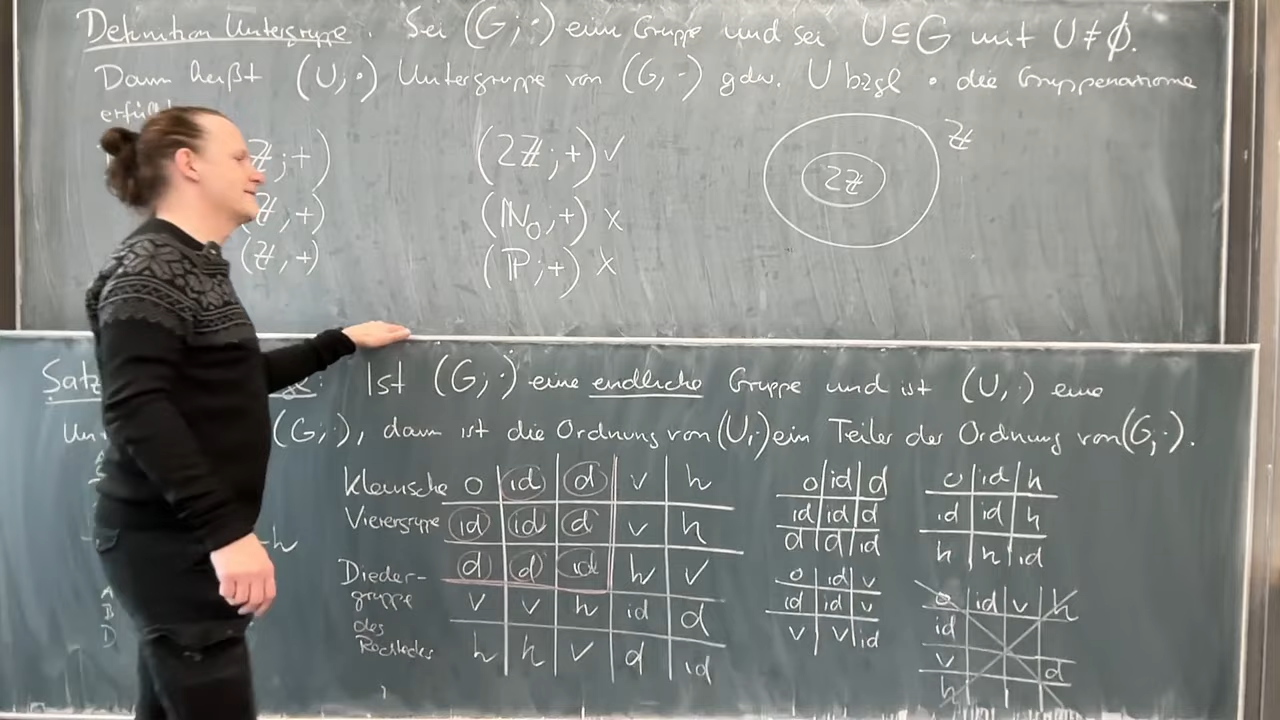 Definition Untergruppe. Sei (G;·) eine Gruppe und sei U⊆G mit U≠∅.
Dann heißt (U;·) Untergruppe von (G,·) gdw. U bzgl · die Gruppenaxiome
ℤ;+) (2ℤ;+)✓
ℤ,+) (ℕ₀;+) x
(ℤ,+) (ℙ;+) x
ℤ
2ℤ
Satz Ist (G;·) eine endliche Gruppe und ist (U,·) eine
(G;·), dann ist die Ordnung von (U;·) ein Teiler der Ordnung von (G,·).
Kleinsche
Vierergruppe
Diedergruppe
des
Rechtecks
o id d v h
id id d v h
d d id h v
v v h id d
h h v d id
o id d
id id d
d d id
o id h
id id h
h h id
o id v
id id v
v v id
o id v h
id
v d
h
h
A
B
D